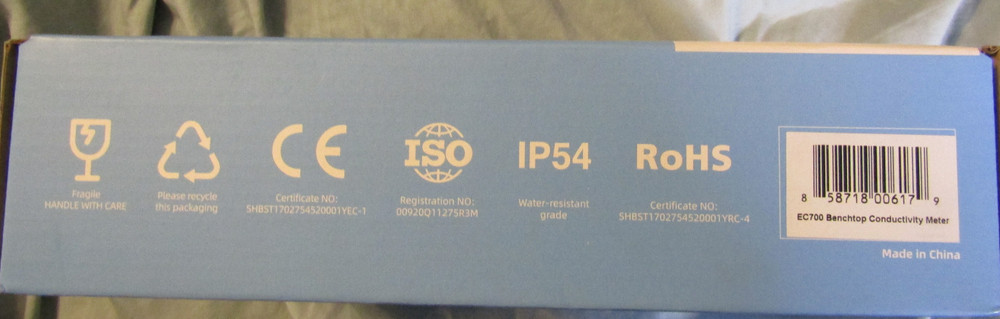 Fragile
HANDLE WITH CARE
Please recycle
this packaging
CE
Certificate NO:
SHBST1702754520001YEC-1
ISO
Registration NO:
00920Q11275R3M
IP54
Water-resistant
grade
RoHS
Certificate NO:
SHBST1702754520001YRC-4
8 58718 00617 9
EC700 Benchtop Conductivity Meter
Made in China